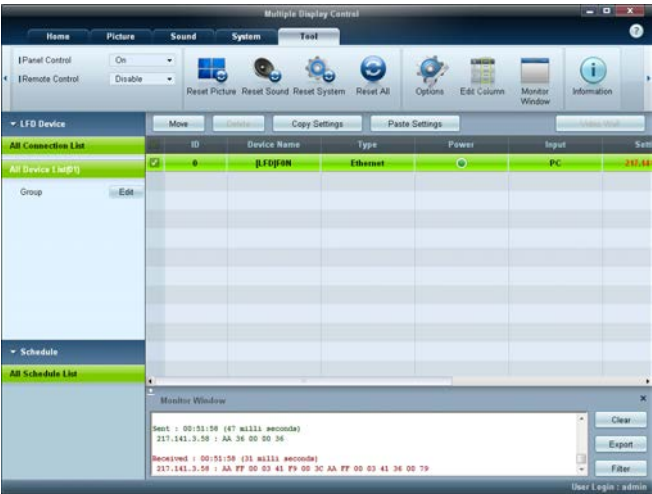 Multiple Display Control
Home Picture Sound System Tool
Panel Control On
Remote Control Disable
Reset Picture Reset Sound Reset System Reset All Options Edit Column Monitor Window Information
LFD Device
Move Delete Copy Settings Paste Settings Video Wall
All Connection List
ID Device Name Type Power Input Sett
All Device List(01)
0 [LFD]F0N Ethernet PC 217.141
Group Edit
Schedule
All Schedule List
Monitor Window
Sent : 00:51:58 (47 milli seconds)
217.141.3.58 : AA 36 00 00 36
Received : 00:51:58 (31 milli seconds)
217.141.3.58 : AA FF 00 03 41 F9 00 3C AA FF 00 03 41 36 00 79
Clear
Export
Filter
User Login : admin